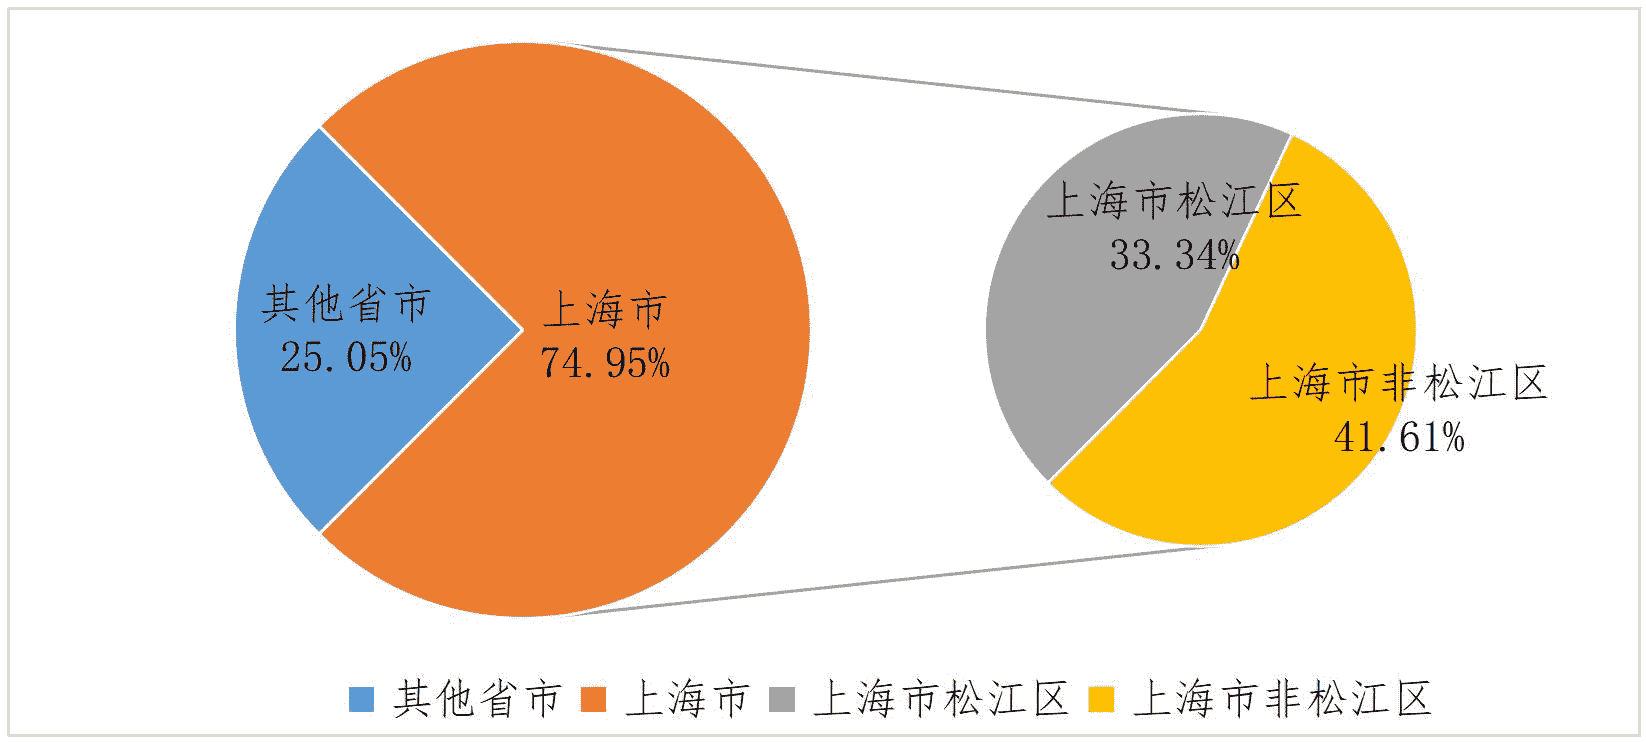 其他省市
25.05%
上海市
74.95%
上海市松江区
33.34%
上海市非松江区
41.61%
其他省市 上海市 上海市松江区 上海市非松江区